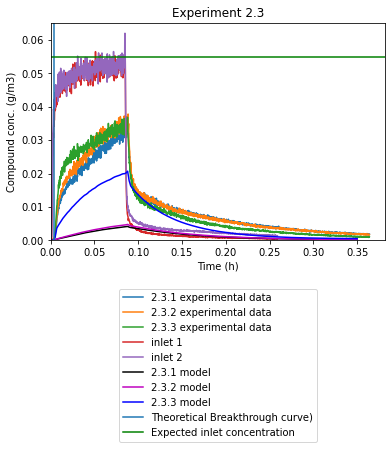 Experiment 2.3
Compound conc. (g/m3)
0.06
0.05
0.04
0.03
0.02
0.01
0.00
0.00 0.05 0.10 0.15 0.20 0.25 0.30 0.35
Time (h)
2.3.1 experimental data
2.3.2 experimental data
2.3.3 experimental data
inlet 1
inlet 2
2.3.1 model
2.3.2 model
2.3.3 model
Theoretical Breakthrough curve)
Expected inlet concentration